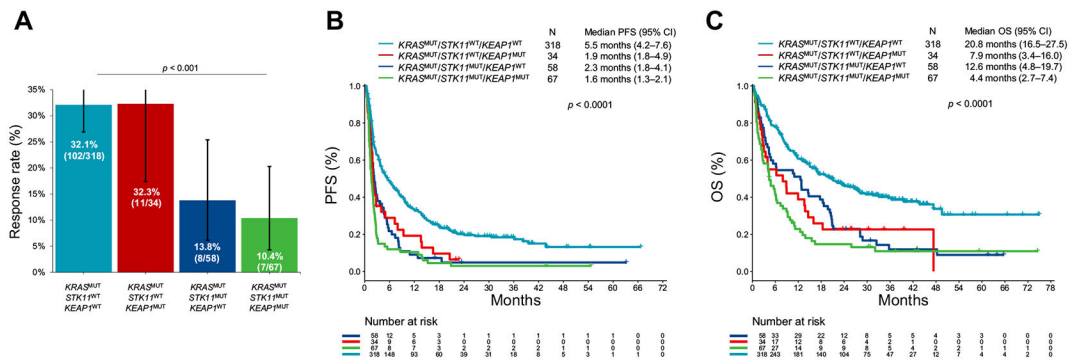 A
p < 0.001
Response rate (%)
35%
30%
25%
20%
15%
10%
5%
0%
32.1%
(102/318)
32.3%
(11/34)
13.8%
(8/58)
10.4%
(7/67)
KRASMUT
STK11WT
KEAP1WT
KRASMUT
STK11WT
KEAP1MUT
KRASMUT
STK11MUT
KEAP1WT
KRASMUT
STK11MUT
KEAP1MUT
B
N Median PFS (95% CI)
KRASMUT/STK11WT/KEAP1WT 318 5.5 months (4.2–7.6)
KRASMUT/STK11WT/KEAP1MUT 34 1.9 months (1.8–4.9)
KRASMUT/STK11MUT/KEAP1WT 58 2.3 months (1.8–4.1)
KRASMUT/STK11MUT/KEAP1MUT 67 1.6 months (1.3–2.1)
p < 0.0001
PFS (%)
1.0
0.8
0.6
0.4
0.2
0.0
0 6 12 18 24 30 36 42 48 54 60 66 72
Months
Number at risk
58 12 5 3 1 1 1 1 1 1 1 0
34 9 6 3 0 0 0 0 0 0 0 0
67 8 7 3 2 2 2 2 1 1 0 0
318 148 93 60 39 31 18 8 5 3 1 1 0
C
N Median OS (95% CI)
KRASMUT/STK11WT/KEAP1WT 318 20.8 months (16.5–27.5)
KRASMUT/STK11WT/KEAP1MUT 34 7.9 months (3.4–16.0)
KRASMUT/STK11MUT/KEAP1WT 58 12.6 months (4.8–19.7)
KRASMUT/STK11MUT/KEAP1MUT 67 4.4 months (2.7–7.4)
p < 0.0001
OS (%)
1.0
0.8
0.6
0.4
0.2
0.0
0 6 12 18 24 30 36 42 48 54 60 66 72 78
Months
Number at risk
58 33 29 22 12 8 5 5 4 3 3 0 0 0
34 17 12 8 6 4 4 2 0 0 0 0 0 0
67 27 14 9 9 8 4 2 2 1 1 1 1 0
318 243 181 140 104 75 47 27 12 7 4 4 2 0